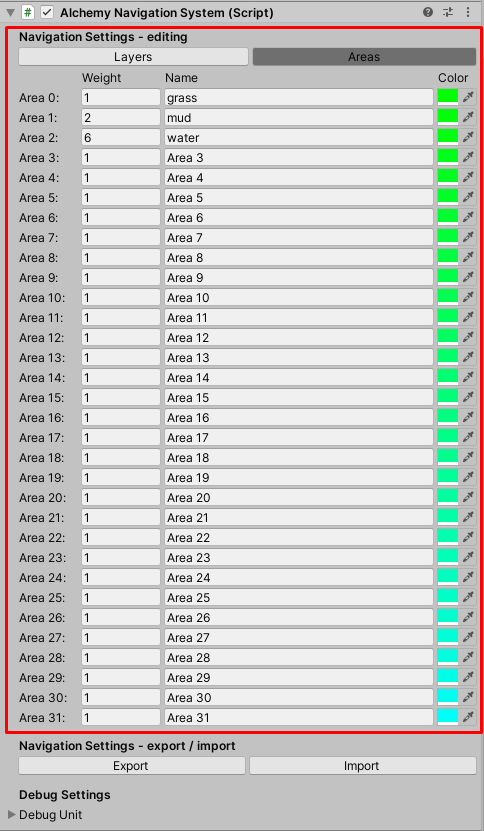 # Alchemy Navigation System (Script)
Navigation Settings - editing
Layers Areas
Weight Name Color
Area 0: 1 grass
Area 1: 2 mud
Area 2: 6 water
Area 3: 1 Area 3
Area 4: 1 Area 4
Area 5: 1 Area 5
Area 6: 1 Area 6
Area 7: 1 Area 7
Area 8: 1 Area 8
Area 9: 1 Area 9
Area 10: 1 Area 10
Area 11: 1 Area 11
Area 12: 1 Area 12
Area 13: 1 Area 13
Area 14: 1 Area 14
Area 15: 1 Area 15
Area 16: 1 Area 16
Area 17: 1 Area 17
Area 18: 1 Area 18
Area 19: 1 Area 19
Area 20: 1 Area 20
Area 21: 1 Area 21
Area 22: 1 Area 22
Area 23: 1 Area 23
Area 24: 1 Area 24
Area 25: 1 Area 25
Area 26: 1 Area 26
Area 27: 1 Area 27
Area 28: 1 Area 28
Area 29: 1 Area 29
Area 30: 1 Area 30
Area 31: 1 Area 31
Navigation Settings - export / import
Export Import
Debug Settings
Debug Unit